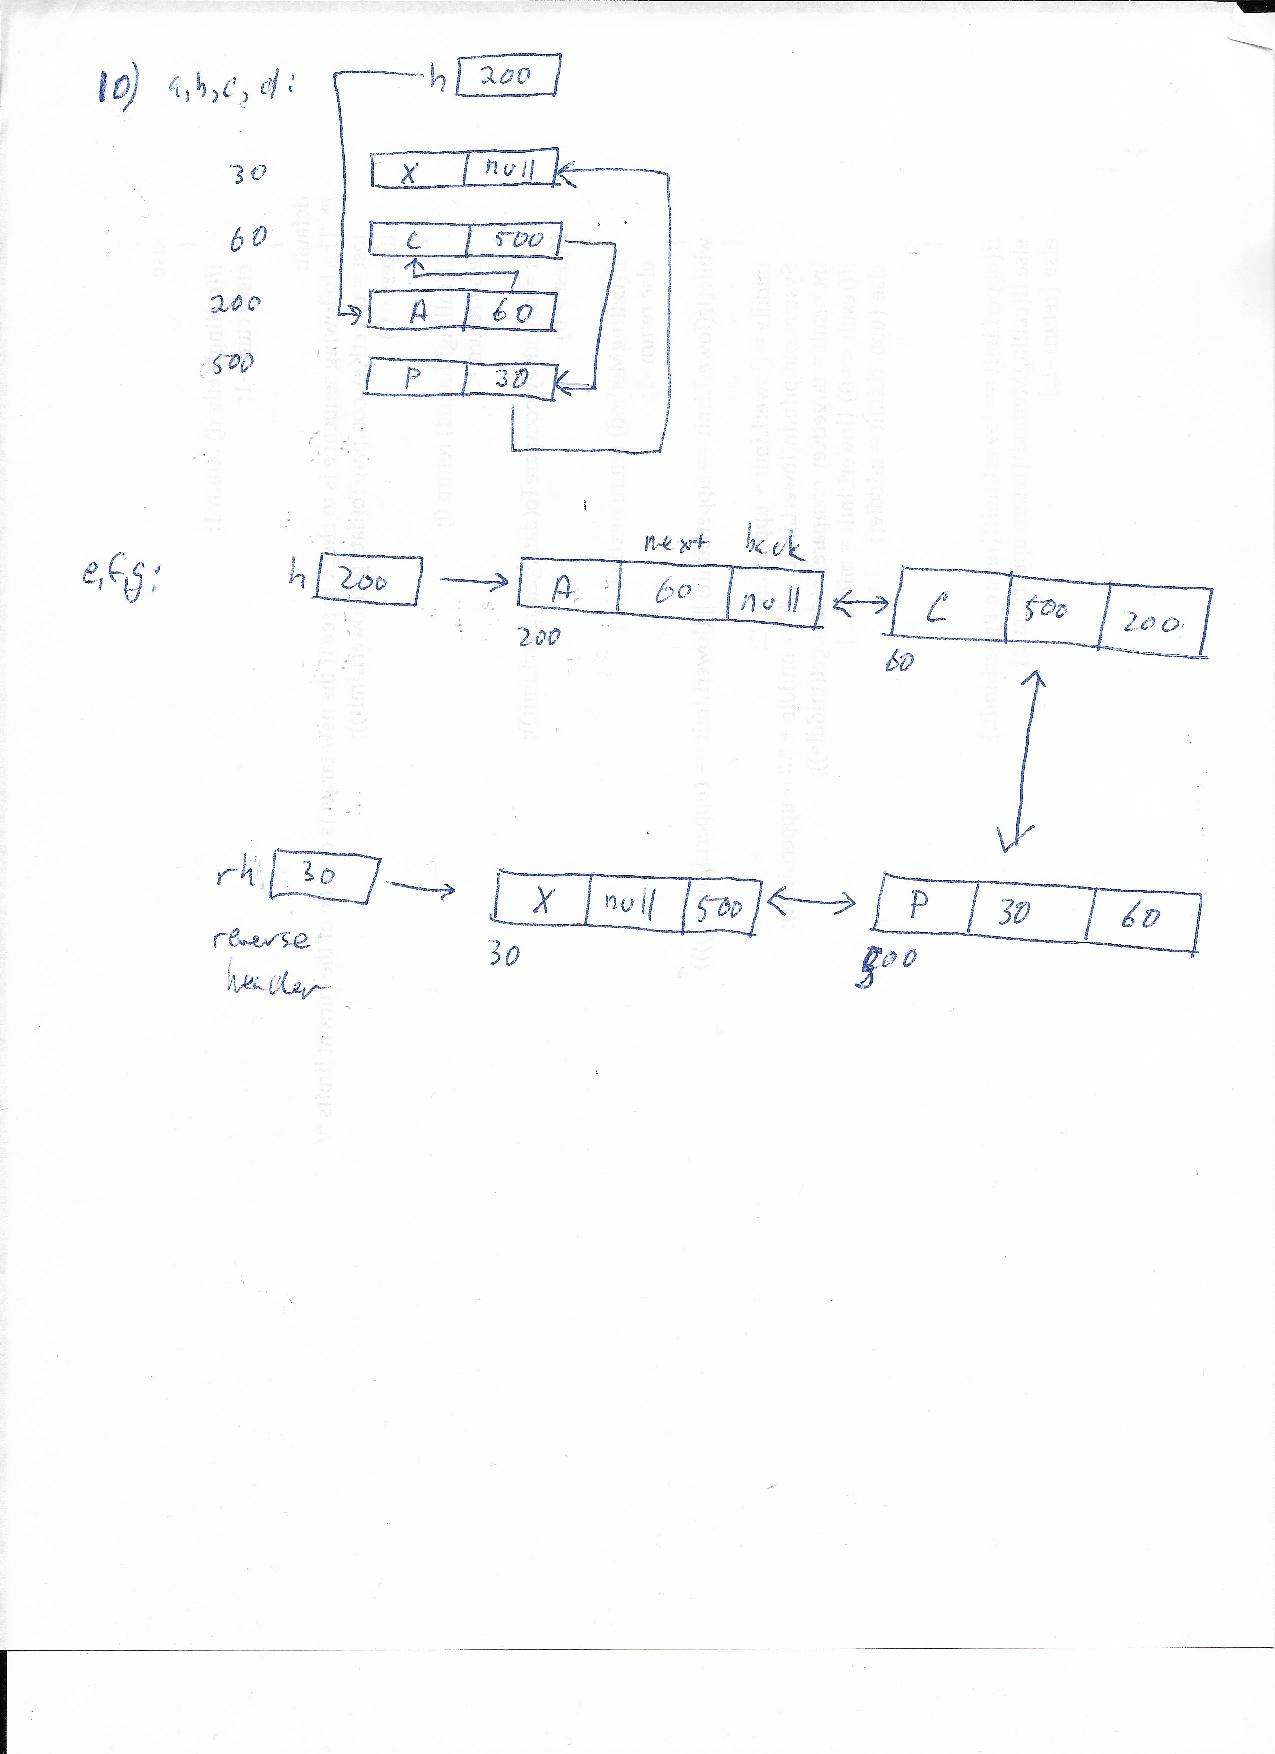 10) a,b,c,d: h 200
30 X null
60 C 500
200 A 60
500 P 30
next back
e,f,g: h 200 A 60 null C 500 200
200 60
rh 30 X null 500 P 30 60
reverse 30 500
header